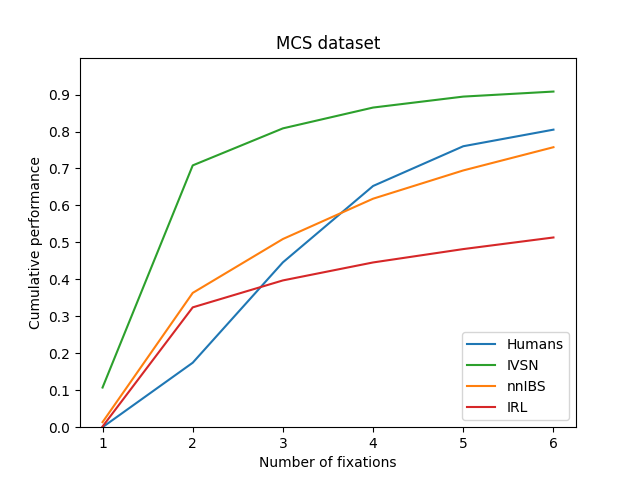 MCS dataset
Cumulative performance
0.9
0.8
0.7
0.6
0.5
0.4
0.3
0.2
0.1
0.0
Humans
IVSN
nnIBS
IRL
1 2 3 4 5 6
Number of fixations